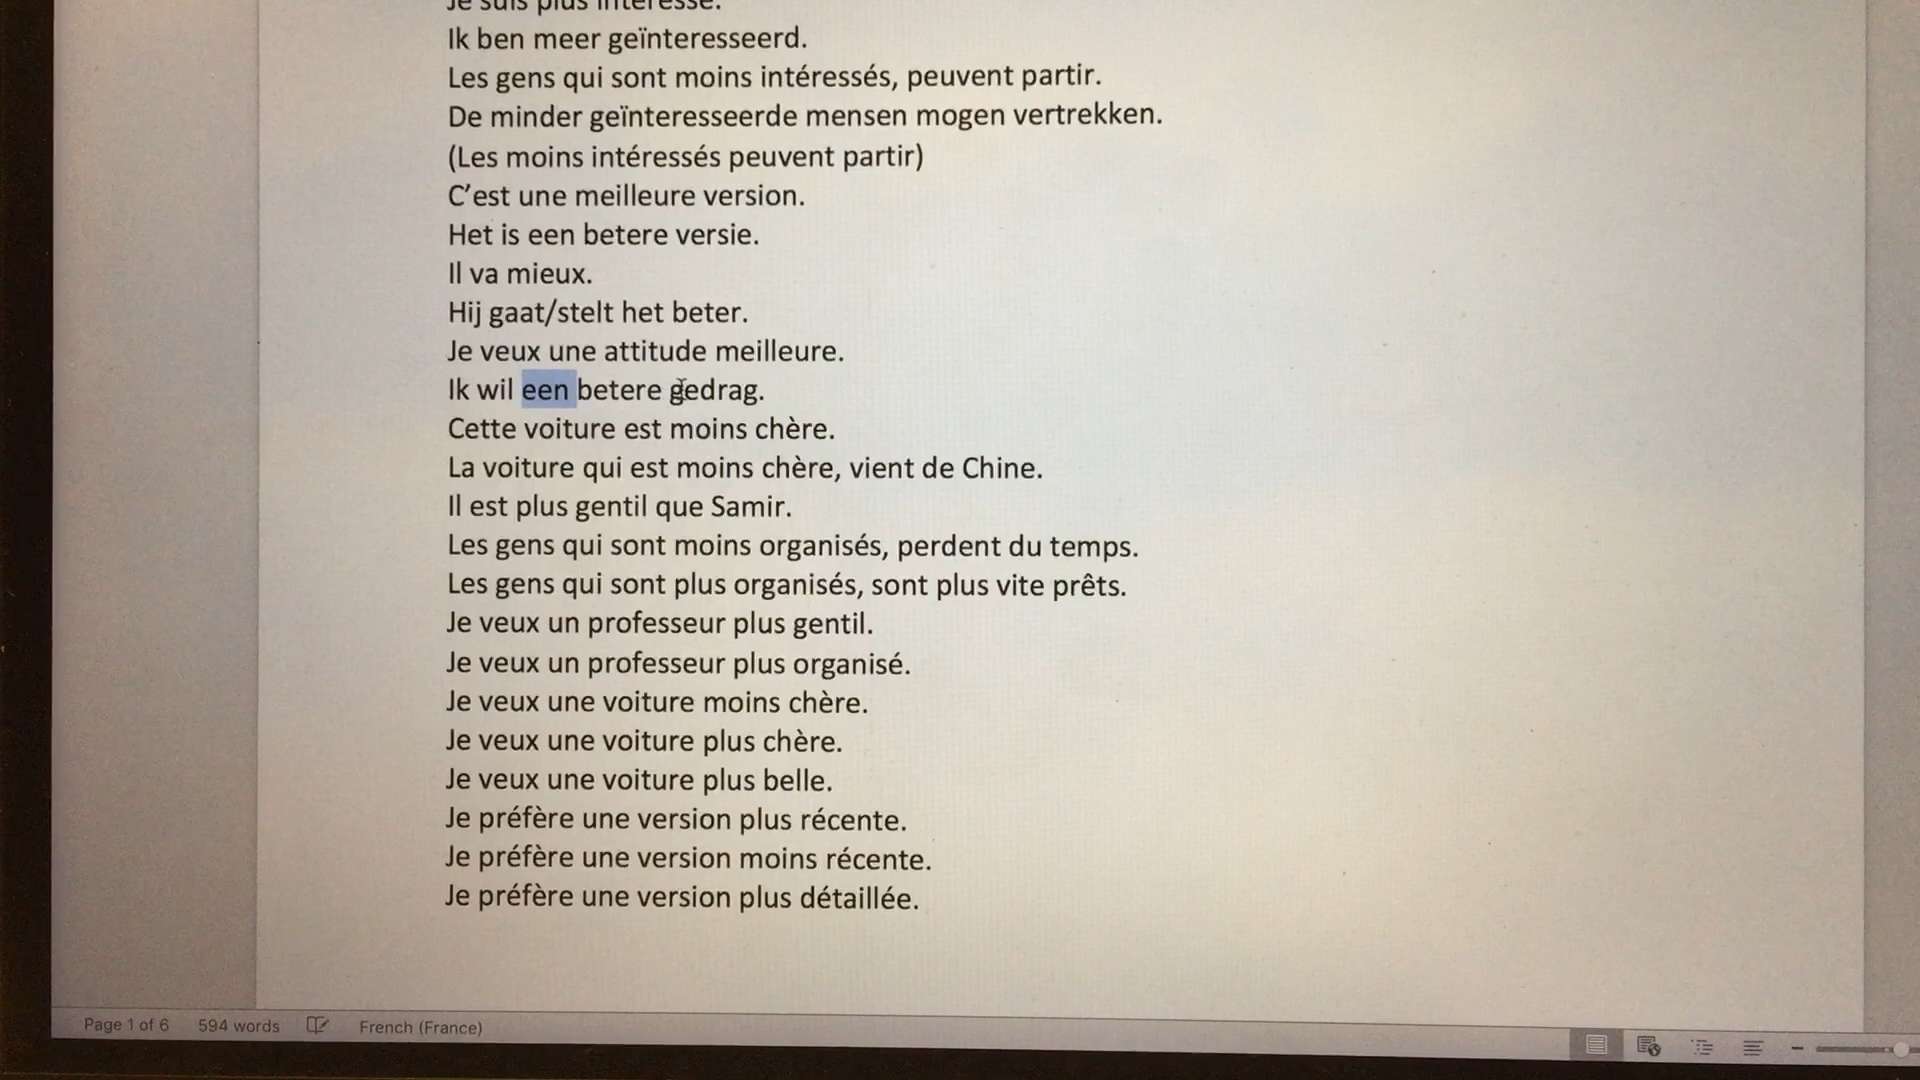 Je suis plus intéressé.
Ik ben meer geïnteresseerd.
Les gens qui sont moins intéressés, peuvent partir.
De minder geïnteresseerde mensen mogen vertrekken.
(Les moins intéressés peuvent partir)
C’est une meilleure version.
Het is een betere versie.
Il va mieux.
Hij gaat/stelt het beter.
Je veux une attitude meilleure.
Ik wil een betere gedrag.
Cette voiture est moins chère.
La voiture qui est moins chère, vient de Chine.
Il est plus gentil que Samir.
Les gens qui sont moins organisés, perdent du temps.
Les gens qui sont plus organisés, sont plus vite prêts.
Je veux un professeur plus gentil.
Je veux un professeur plus organisé.
Je veux une voiture moins chère.
Je veux une voiture plus chère.
Je veux une voiture plus belle.
Je préfère une version plus récente.
Je préfère une version moins récente.
Je préfère une version plus détaillée.
Page 1 of 6 594 words French (France)